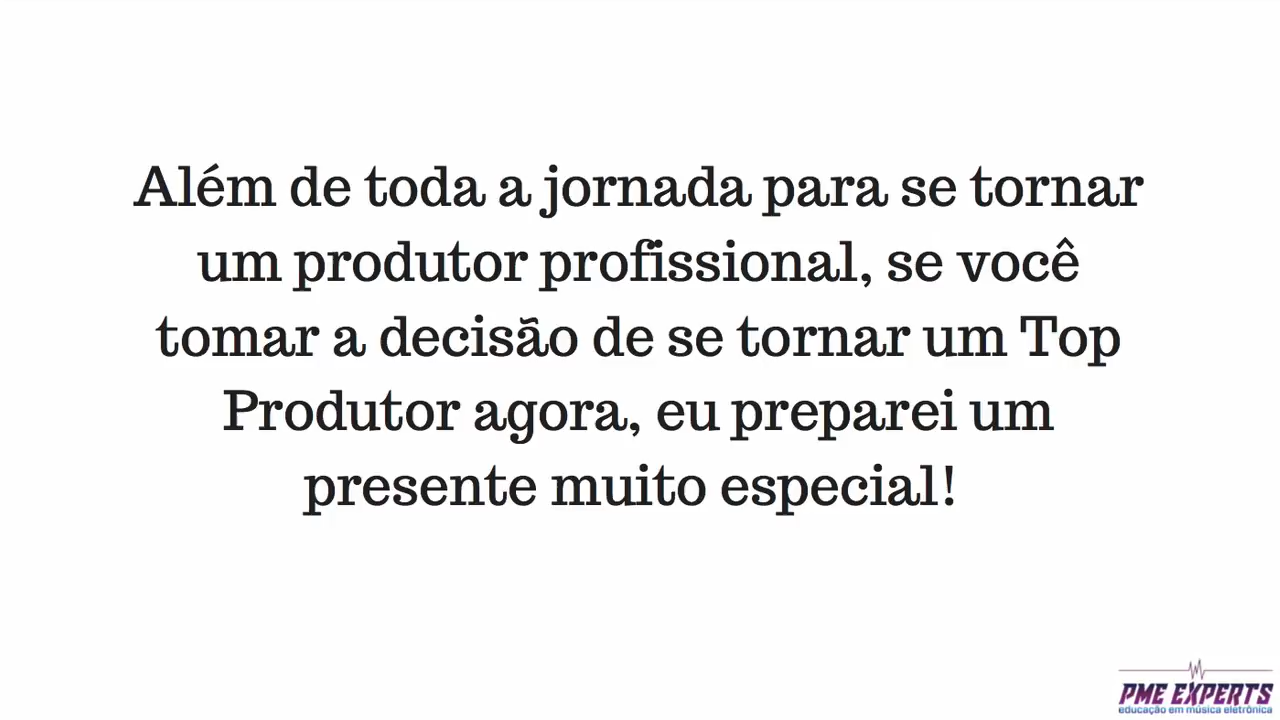 Além de toda a jornada para se tornar
um produtor profissional, se você
tomar a decisão de se tornar um Top
Produtor agora, eu preparei um
presente muito especial!
PME EXPERTS
educação em música eletrônica